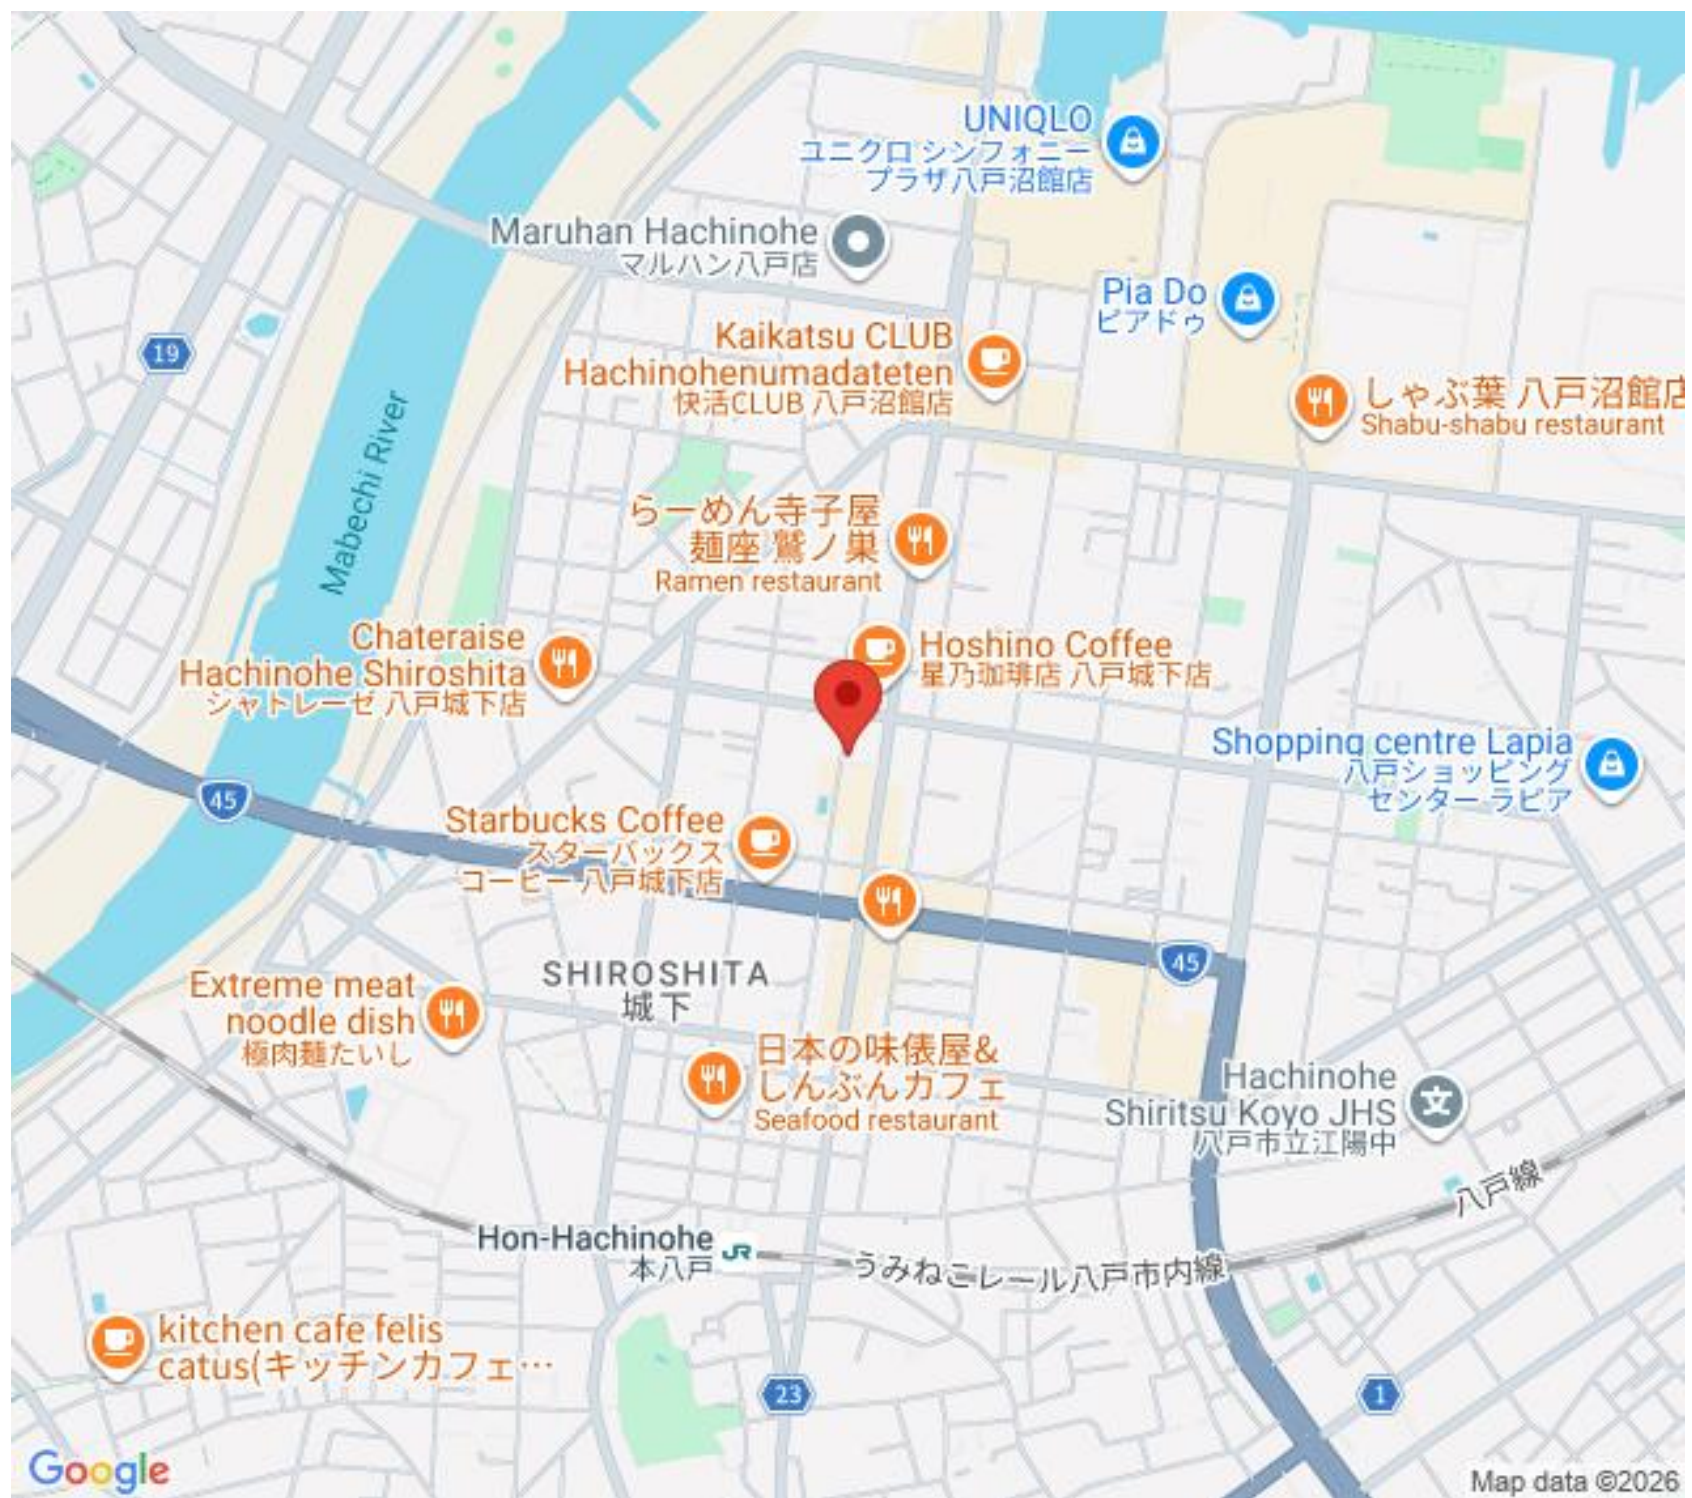 UNIQLO
ユニクロ シンフォニー
プラザ八戸沼館店
Maruhan Hachinohe
マルハン八戸店
Pia Do
ピアドゥ
Kaikatsu CLUB
Hachinohenumadateten
快活CLUB 八戸沼館店
19
しゃぶ葉 八戸沼館店
Shabu-shabu restaurant
Mabechi River
らーめん寺子屋
麺座 鷲ノ巣
Ramen restaurant
Chateraise
Hachinohe Shiroshita
シャトレーゼ 八戸城下店
Hoshino Coffee
星乃珈琲店 八戸城下店
Shopping centre Lapia
八戸ショッピング
センター ラピア
45
Starbucks Coffee
スターバックス
コーヒー 八戸城下店
45
SHIROSHITA
城下
Extreme meat
noodle dish
極肉麺たいし
日本の味俵屋&
しんぶんカフェ
Seafood restaurant
Hachinohe
Shiritsu Koyo JHS
八戸市立江陽中
八戸線
Hon-Hachinohe
本八戸
JR
うみねこレール八戸市内線
kitchen cafe felis
catus(キッチンカフェ…
23
1
Google
Map data ©2026